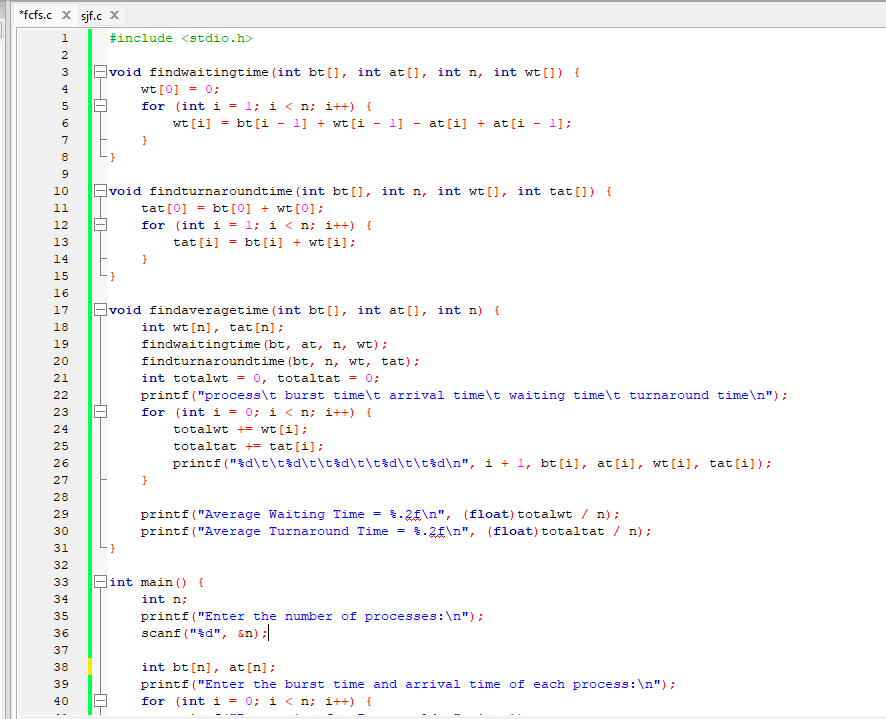 *fcfs.c X sjf.c X
1 #include <stdio.h>
2
3 void findwaitingtime(int bt[], int at[], int n, int wt[]) {
4     wt[0] = 0;
5     for (int i = 1; i < n; i++) {
6         wt[i] = bt[i - 1] + wt[i - 1] - at[i] + at[i - 1];
7     }
8 }
9
10 void findturnaroundtime(int bt[], int n, int wt[], int tat[]) {
11     tat[0] = bt[0] + wt[0];
12     for (int i = 1; i < n; i++) {
13         tat[i] = bt[i] + wt[i];
14     }
15 }
16
17 void findaveragetime(int bt[], int at[], int n) {
18     int wt[n], tat[n];
19     findwaitingtime(bt, at, n, wt);
20     findturnaroundtime(bt, n, wt, tat);
21     int totalwt = 0, totaltat = 0;
22     printf("process\t burst time\t arrival time\t waiting time\t turnaround time\n");
23     for (int i = 0; i < n; i++) {
24         totalwt += wt[i];
25         totaltat += tat[i];
26         printf("%d\t\t%d\t\t%d\t\t%d\t\t%d\n", i + 1, bt[i], at[i], wt[i], tat[i]);
27     }
28
29     printf("Average Waiting Time = %.2f\n", (float)totalwt / n);
30     printf("Average Turnaround Time = %.2f\n", (float)totaltat / n);
31 }
32
33 int main() {
34     int n;
35     printf("Enter the number of processes:\n");
36     scanf("%d", &n);
37
38     int bt[n], at[n];
39     printf("Enter the burst time and arrival time of each process:\n");
40     for (int i = 0; i < n; i++) {